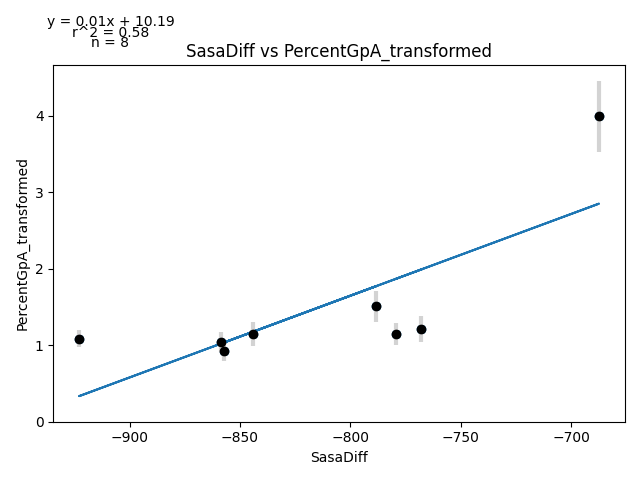 y = 0.01x + 10.19
r^2 = 0.58
n = 8
SasaDiff vs PercentGpA_transformed
PercentGpA_transformed
4
3
2
1
0
−900
−850
−800
−750
−700
SasaDiff